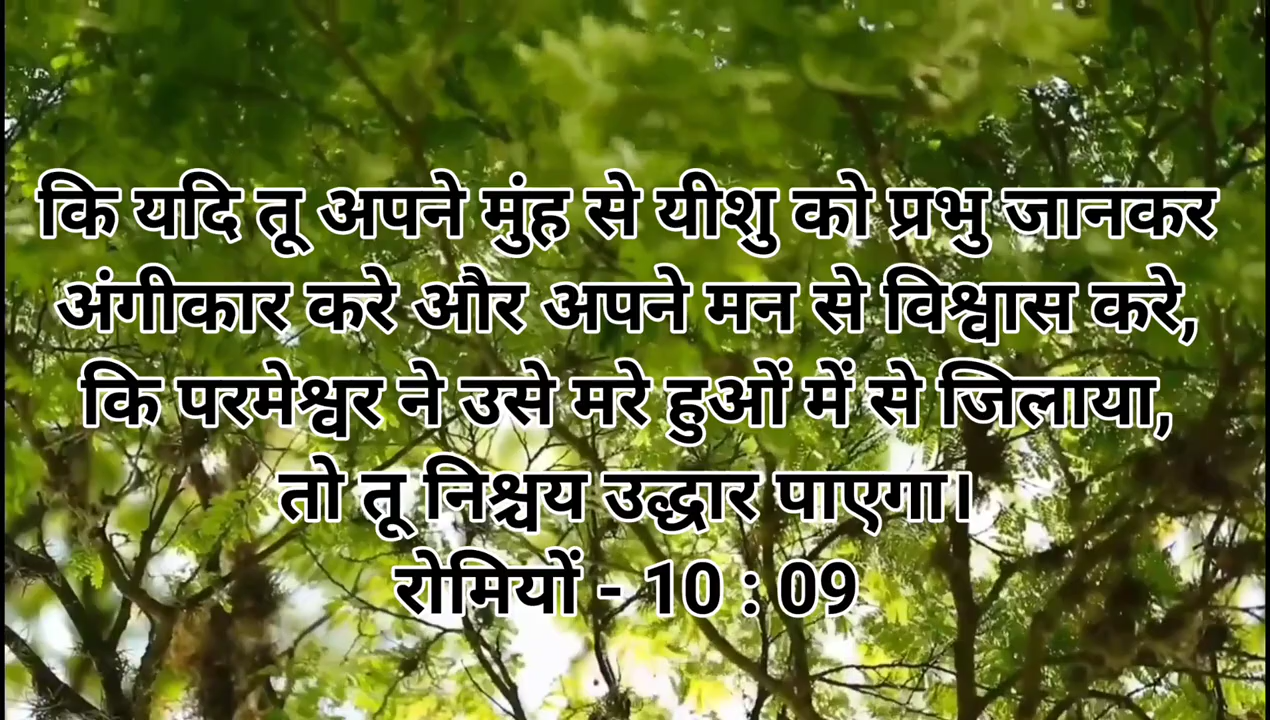 कि यदि तू अपने मुंह से यीशु को प्रभु जानकर
अंगीकार करे और अपने मन से विश्वास करे,
कि परमेश्वर ने उसे मरे हुओं में से जिलाया,
तो तू निश्चय उद्धार पाएगा।
रोमियों - 10 : 09